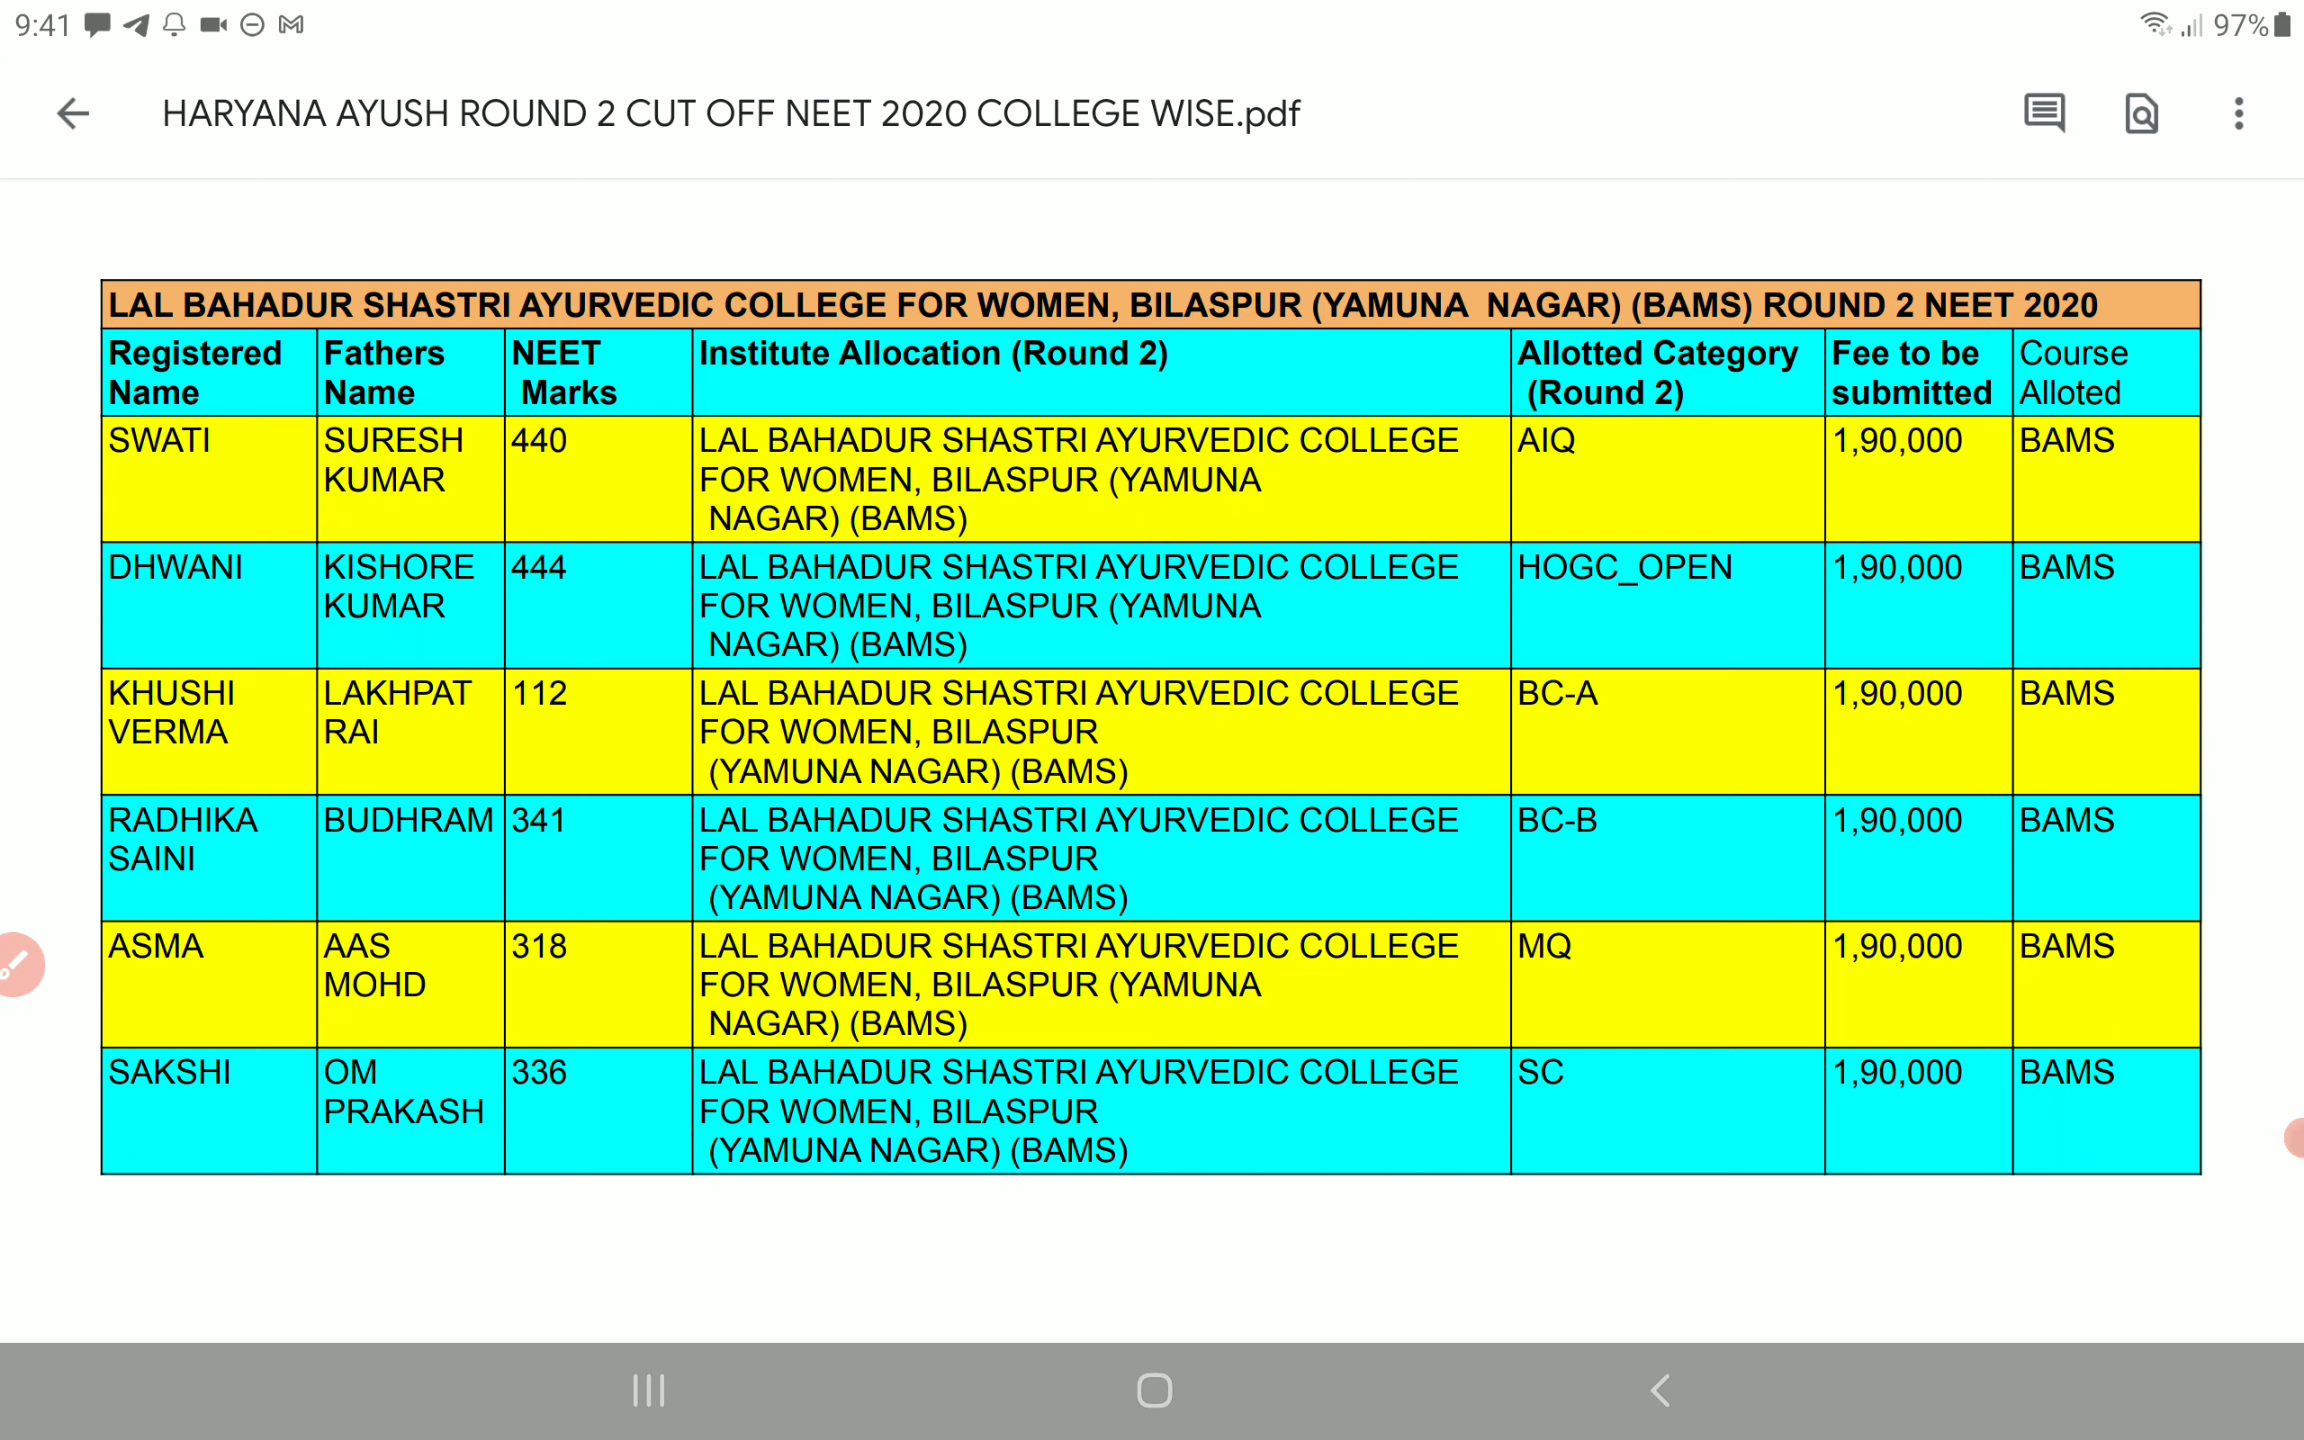 9:41
97%
HARYANA AYUSH ROUND 2 CUT OFF NEET 2020 COLLEGE WISE.pdf
LAL BAHADUR SHASTRI AYURVEDIC COLLEGE FOR WOMEN, BILASPUR (YAMUNA NAGAR) (BAMS) ROUND 2 NEET 2020
Registered Name
Fathers Name
NEET Marks
Institute Allocation (Round 2)
Allotted Category (Round 2)
Fee to be submitted
Course Alloted
SWATI
SURESH KUMAR
440
LAL BAHADUR SHASTRI AYURVEDIC COLLEGE
FOR WOMEN, BILASPUR (YAMUNA
NAGAR) (BAMS)
AIQ
1,90,000
BAMS
DHWANI
KISHORE KUMAR
444
LAL BAHADUR SHASTRI AYURVEDIC COLLEGE
FOR WOMEN, BILASPUR (YAMUNA
NAGAR) (BAMS)
HOGC_OPEN
1,90,000
BAMS
KHUSHI VERMA
LAKHPAT RAI
112
LAL BAHADUR SHASTRI AYURVEDIC COLLEGE
FOR WOMEN, BILASPUR
(YAMUNA NAGAR) (BAMS)
BC-A
1,90,000
BAMS
RADHIKA SAINI
BUDHRAM
341
LAL BAHADUR SHASTRI AYURVEDIC COLLEGE
FOR WOMEN, BILASPUR
(YAMUNA NAGAR) (BAMS)
BC-B
1,90,000
BAMS
ASMA
AAS MOHD
318
LAL BAHADUR SHASTRI AYURVEDIC COLLEGE
FOR WOMEN, BILASPUR (YAMUNA
NAGAR) (BAMS)
MQ
1,90,000
BAMS
SAKSHI
OM PRAKASH
336
LAL BAHADUR SHASTRI AYURVEDIC COLLEGE
FOR WOMEN, BILASPUR
(YAMUNA NAGAR) (BAMS)
SC
1,90,000
BAMS